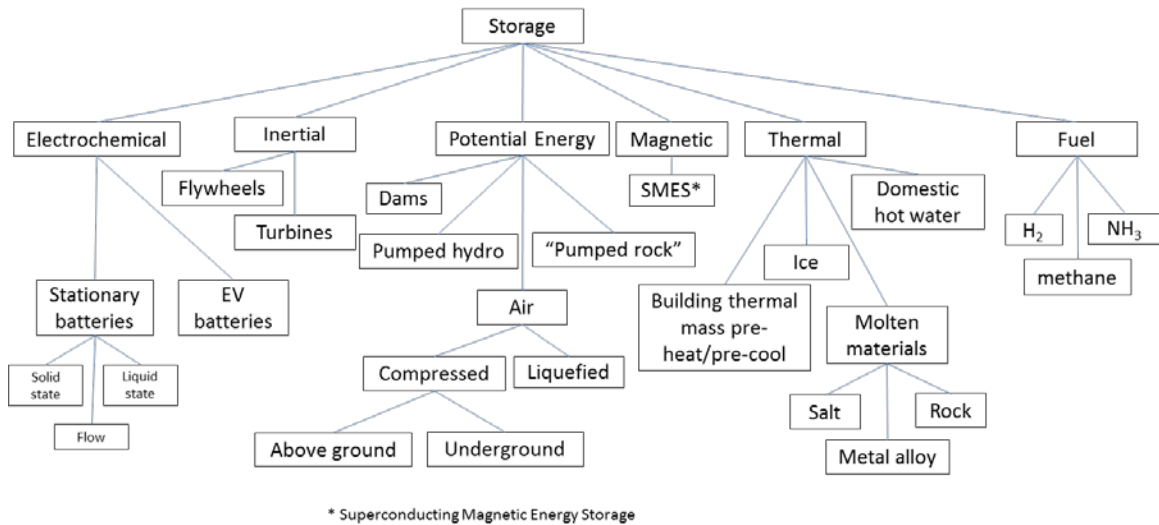 Storage
Electrochemical
Inertial
Potential Energy
Magnetic
Thermal
Fuel
Flywheels
Turbines
Dams
Pumped hydro
“Pumped rock”
SMES*
Domestic
hot water
H₂
NH₃
methane
Ice
Stationary
batteries
EV
batteries
Air
Building thermal
mass pre-
heat/pre-cool
Molten
materials
Solid
state
Liquid
state
Flow
Compressed
Liquefied
Salt
Rock
Metal alloy
Above ground
Underground
* Superconducting Magnetic Energy Storage